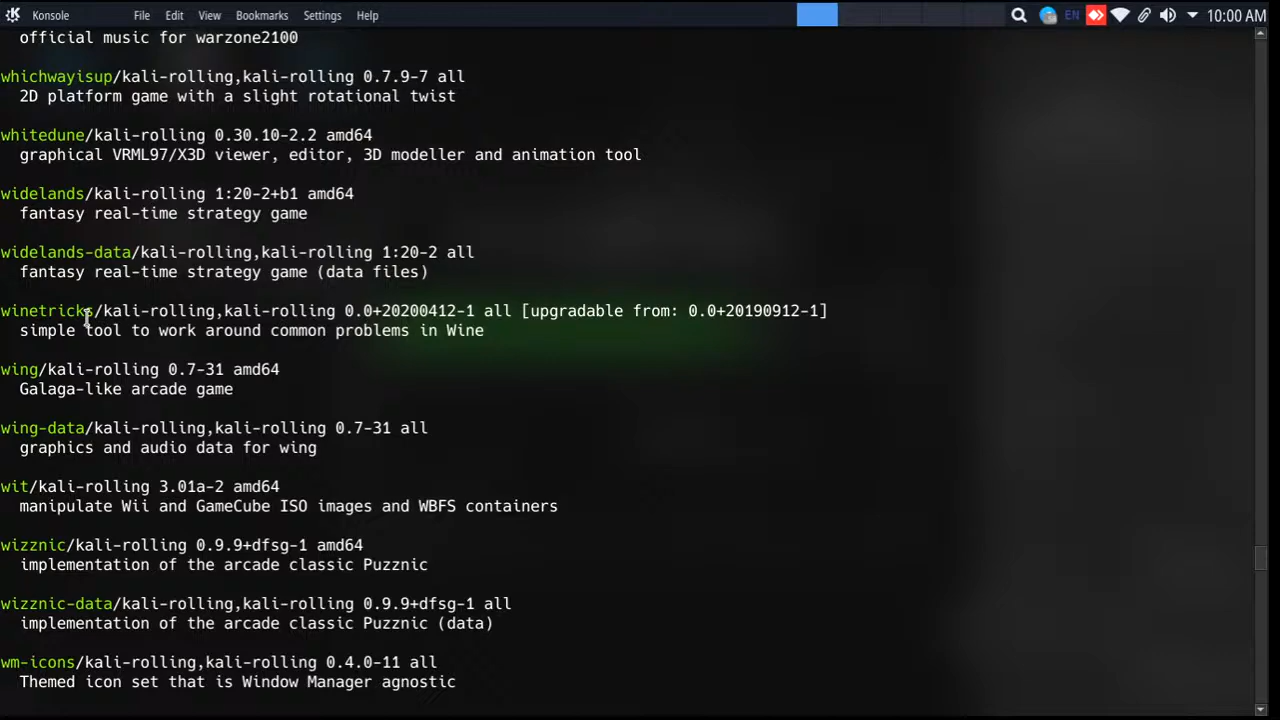 Konsole File Edit View Bookmarks Settings Help EN 10:00 AM
official music for warzone2100
whichwayisup/kali-rolling,kali-rolling 0.7.9-7 all
2D platform game with a slight rotational twist
whitedune/kali-rolling 0.30.10-2.2 amd64
graphical VRML97/X3D viewer, editor, 3D modeller and animation tool
widelands/kali-rolling 1:20-2+b1 amd64
fantasy real-time strategy game
widelands-data/kali-rolling,kali-rolling 1:20-2 all
fantasy real-time strategy game (data files)
winetricks/kali-rolling,kali-rolling 0.0+20200412-1 all [upgradable from: 0.0+20190912-1]
simple tool to work around common problems in Wine
wing/kali-rolling 0.7-31 amd64
Galaga-like arcade game
wing-data/kali-rolling,kali-rolling 0.7-31 all
graphics and audio data for wing
wit/kali-rolling 3.01a-2 amd64
manipulate Wii and GameCube ISO images and WBFS containers
wizznic/kali-rolling 0.9.9+dfsg-1 amd64
implementation of the arcade classic Puzznic
wizznic-data/kali-rolling,kali-rolling 0.9.9+dfsg-1 all
implementation of the arcade classic Puzznic (data)
wm-icons/kali-rolling,kali-rolling 0.4.0-11 all
Themed icon set that is Window Manager agnostic